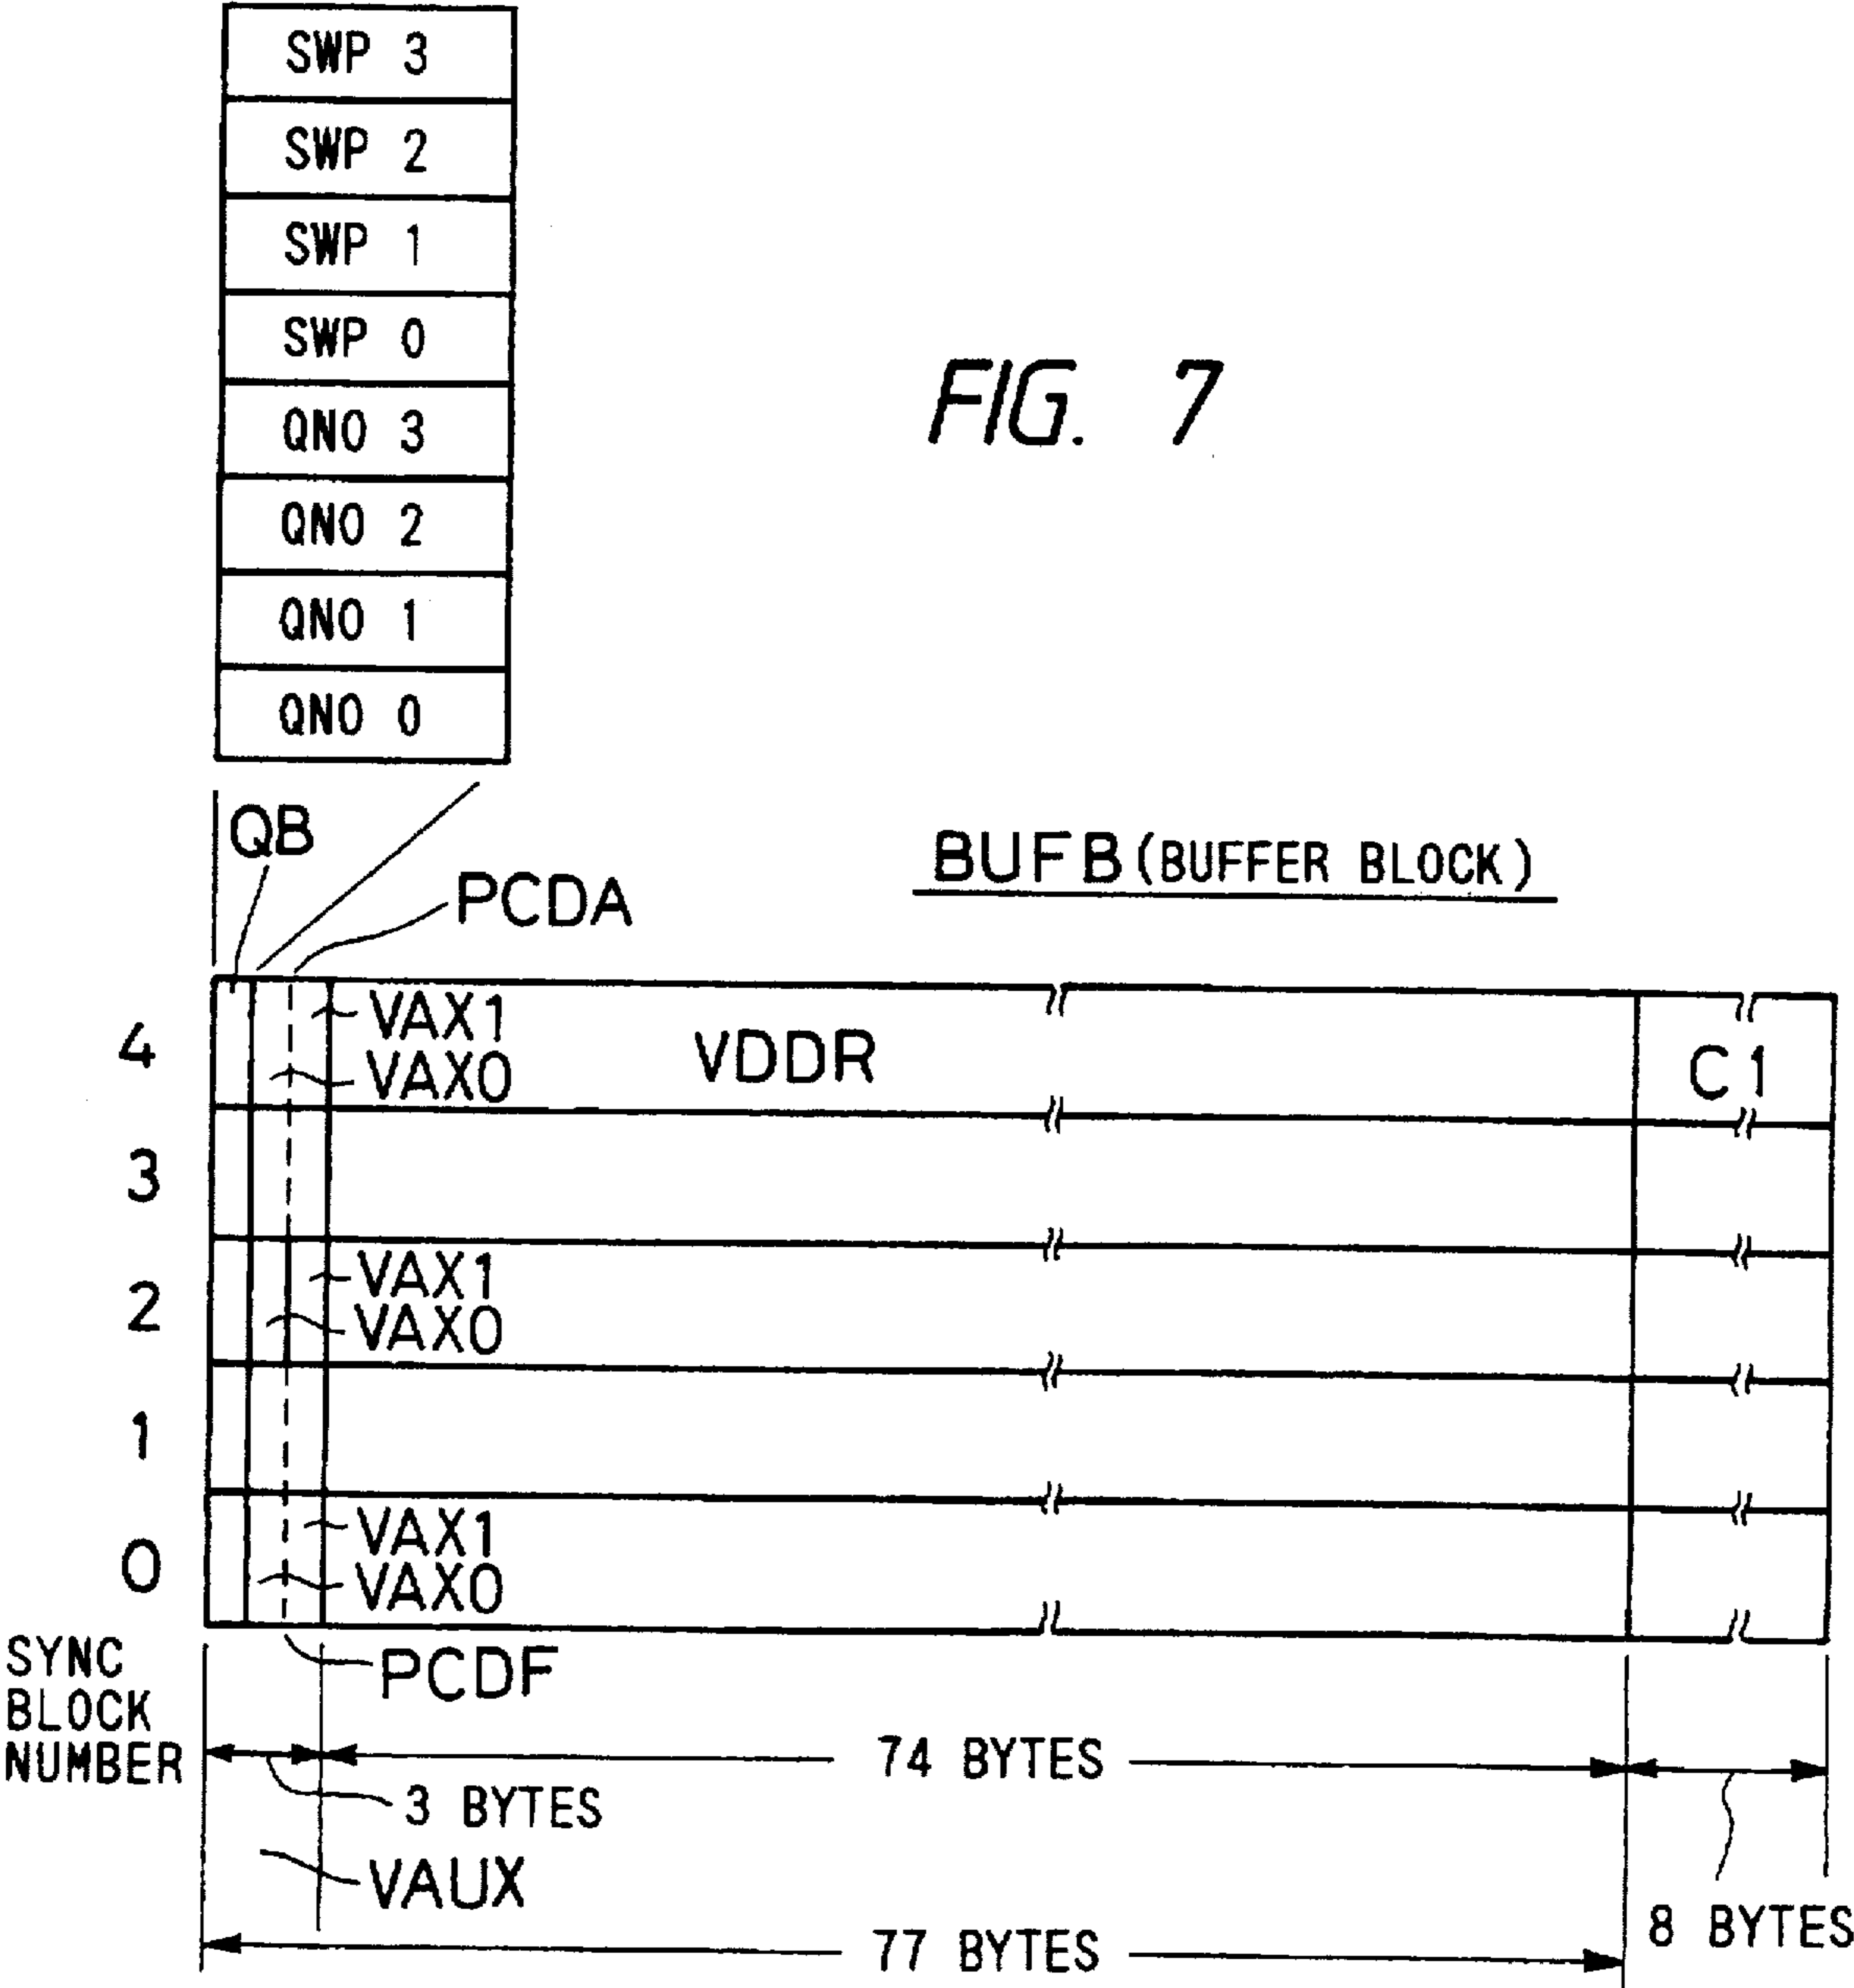 SWP 3
SWP 2
SWP 1
SWP 0
QNO 3
QNO 2
QNO 1
QNO 0
FIG. 7
QB
PCDA
BUFB (BUFFER BLOCK)
4
VAX1
VAX0
VDDR
C1
3
2
VAX1
VAX0
1
0
VAX1
VAX0
PCDF
SYNC
BLOCK
NUMBER
3 BYTES
74 BYTES
8 BYTES
VAUX
77 BYTES